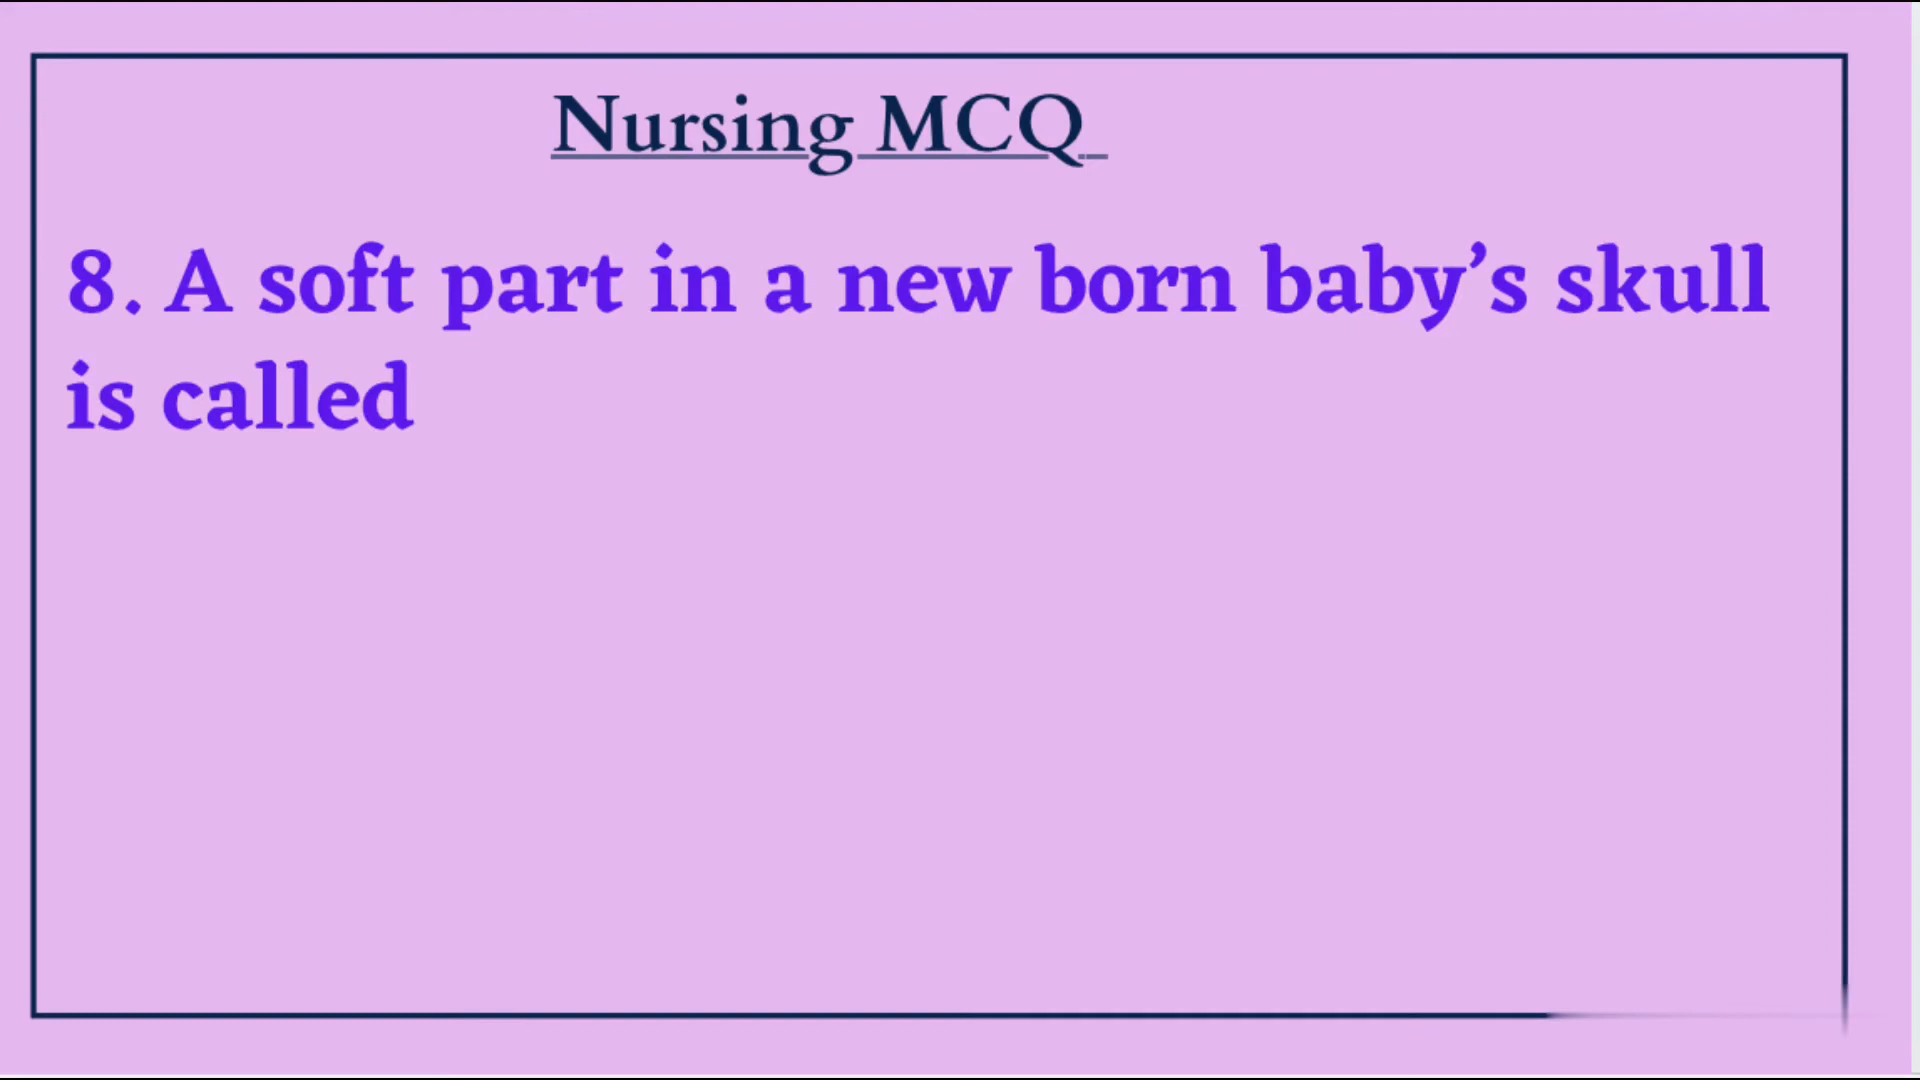 Nursing MCQ
8. A soft part in a new born baby’s skull
is called